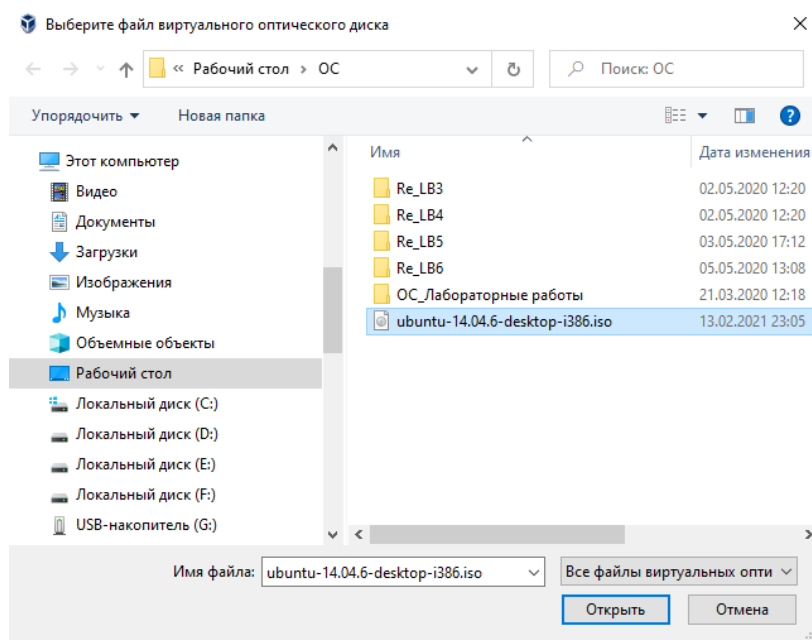 Выберите файл виртуального оптического диска
« Рабочий стол › ОС
Поиск: ОС
Упорядочить Новая папка
Этот компьютер
Видео
Документы
Загрузки
Изображения
Музыка
Объемные объекты
Рабочий стол
Локальный диск (C:)
Локальный диск (D:)
Локальный диск (E:)
Локальный диск (F:)
USB-накопитель (G:)
Имя Дата изменения
Re_LB3 02.05.2020 12:20
Re_LB4 02.05.2020 12:20
Re_LB5 03.05.2020 17:12
Re_LB6 05.05.2020 13:08
ОС_Лабораторные работы 21.03.2020 12:18
ubuntu-14.04.6-desktop-i386.iso 13.02.2021 23:05
Имя файла: ubuntu-14.04.6-desktop-i386.iso Все файлы виртуальных опти
Открыть Отмена